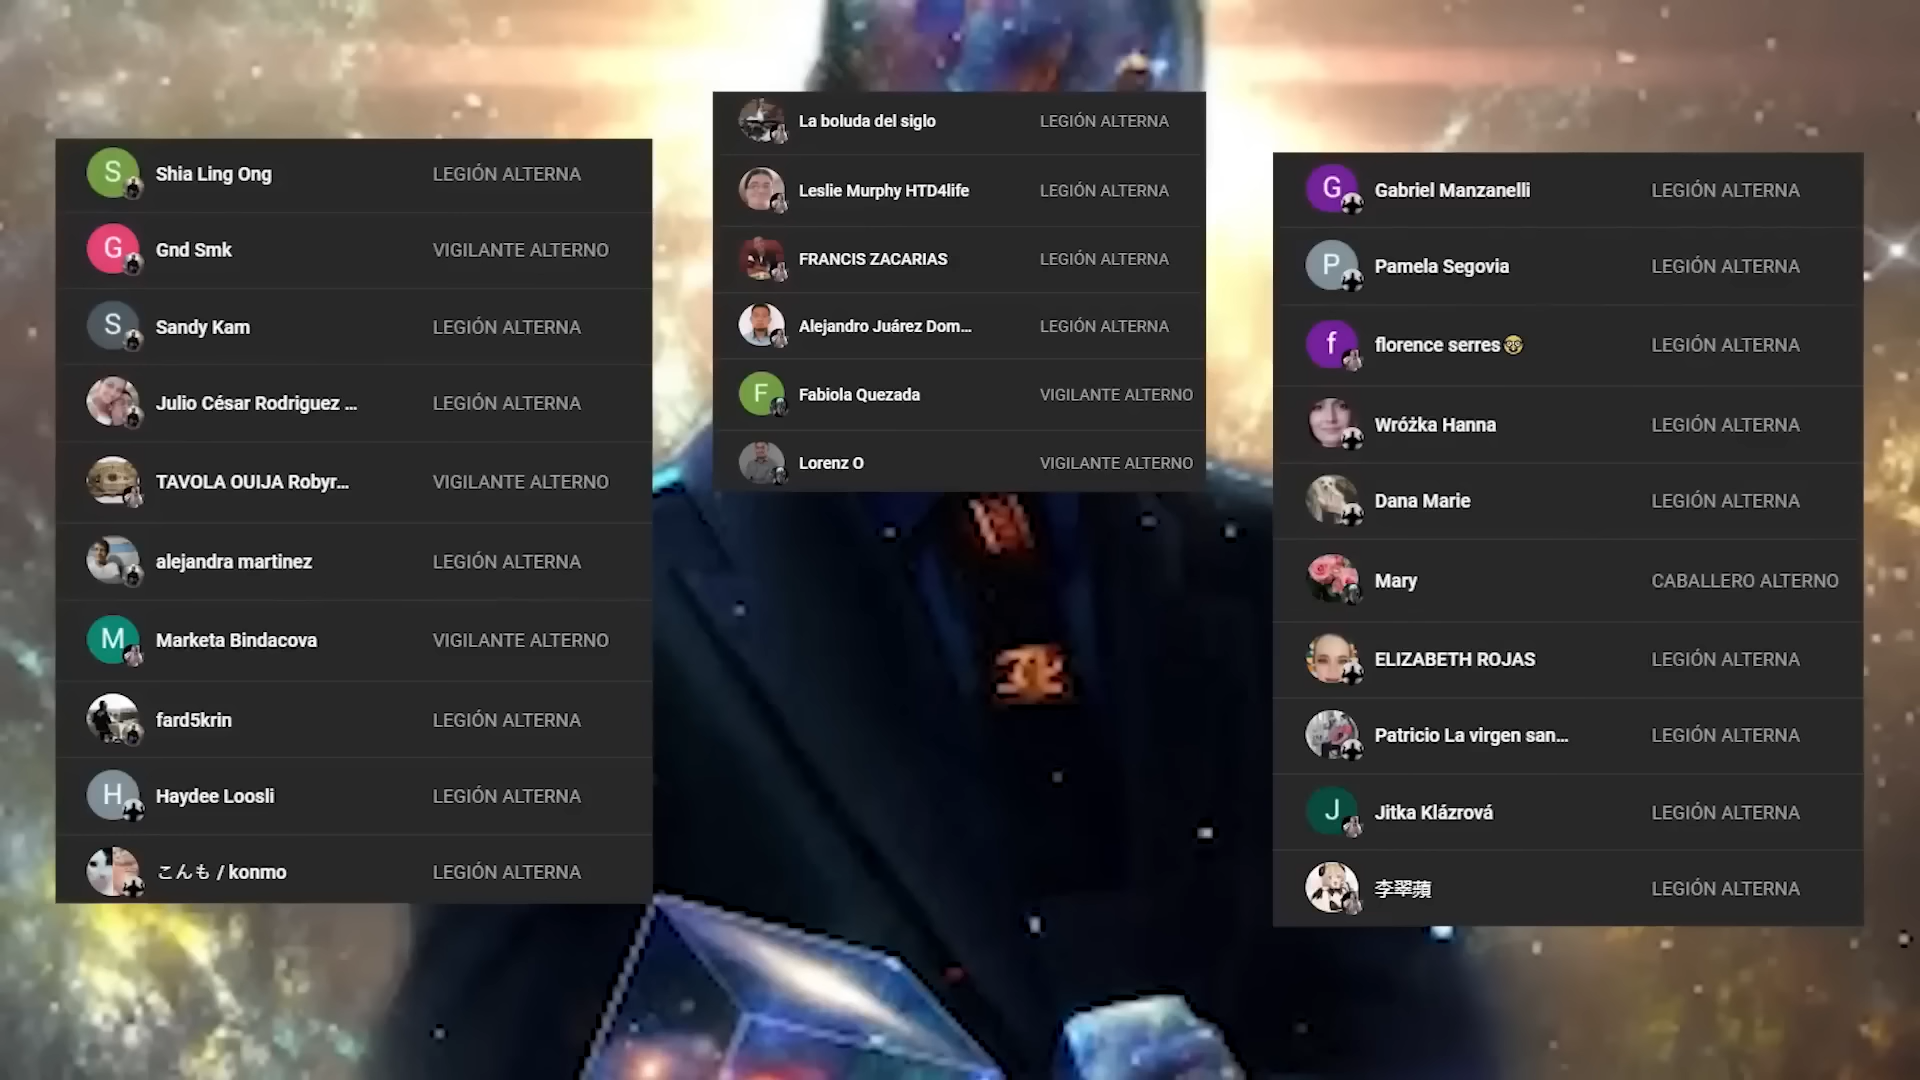 S Shia Ling Ong LEGIÓN ALTERNA
G Gnd Smk VIGILANTE ALTERNO
S Sandy Kam LEGIÓN ALTERNA
Julio César Rodriguez ... LEGIÓN ALTERNA
TAVOLA OUIJA Robyr... VIGILANTE ALTERNO
alejandra martinez LEGIÓN ALTERNA
M Marketa Bindacova VIGILANTE ALTERNO
fard5krin LEGIÓN ALTERNA
H Haydee Loosli LEGIÓN ALTERNA
こんも / konmo LEGIÓN ALTERNA
La boluda del siglo LEGIÓN ALTERNA
Leslie Murphy HTD4life LEGIÓN ALTERNA
FRANCIS ZACARIAS LEGIÓN ALTERNA
Alejandro Juárez Dom... LEGIÓN ALTERNA
F Fabiola Quezada VIGILANTE ALTERNO
Lorenz O VIGILANTE ALTERNO
G Gabriel Manzanelli LEGIÓN ALTERNA
P Pamela Segovia LEGIÓN ALTERNA
f florence serres🤓 LEGIÓN ALTERNA
Wróżka Hanna LEGIÓN ALTERNA
Dana Marie LEGIÓN ALTERNA
Mary CABALLERO ALTERNO
ELIZABETH ROJAS LEGIÓN ALTERNA
Patricio La virgen san... LEGIÓN ALTERNA
J Jitka Klázrová LEGIÓN ALTERNA
李翠蘋 LEGIÓN ALTERNA